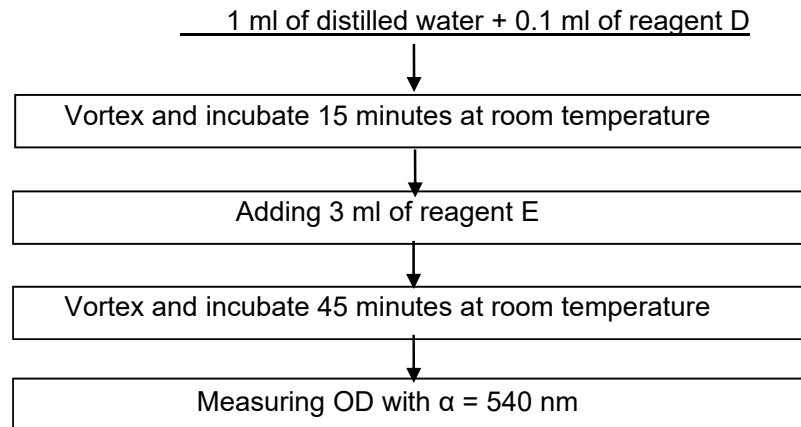 1 ml of distilled water + 0.1 ml of reagent D
Vortex and incubate 15 minutes at room temperature
Adding 3 ml of reagent E
Vortex and incubate 45 minutes at room temperature
Measuring OD with α = 540 nm